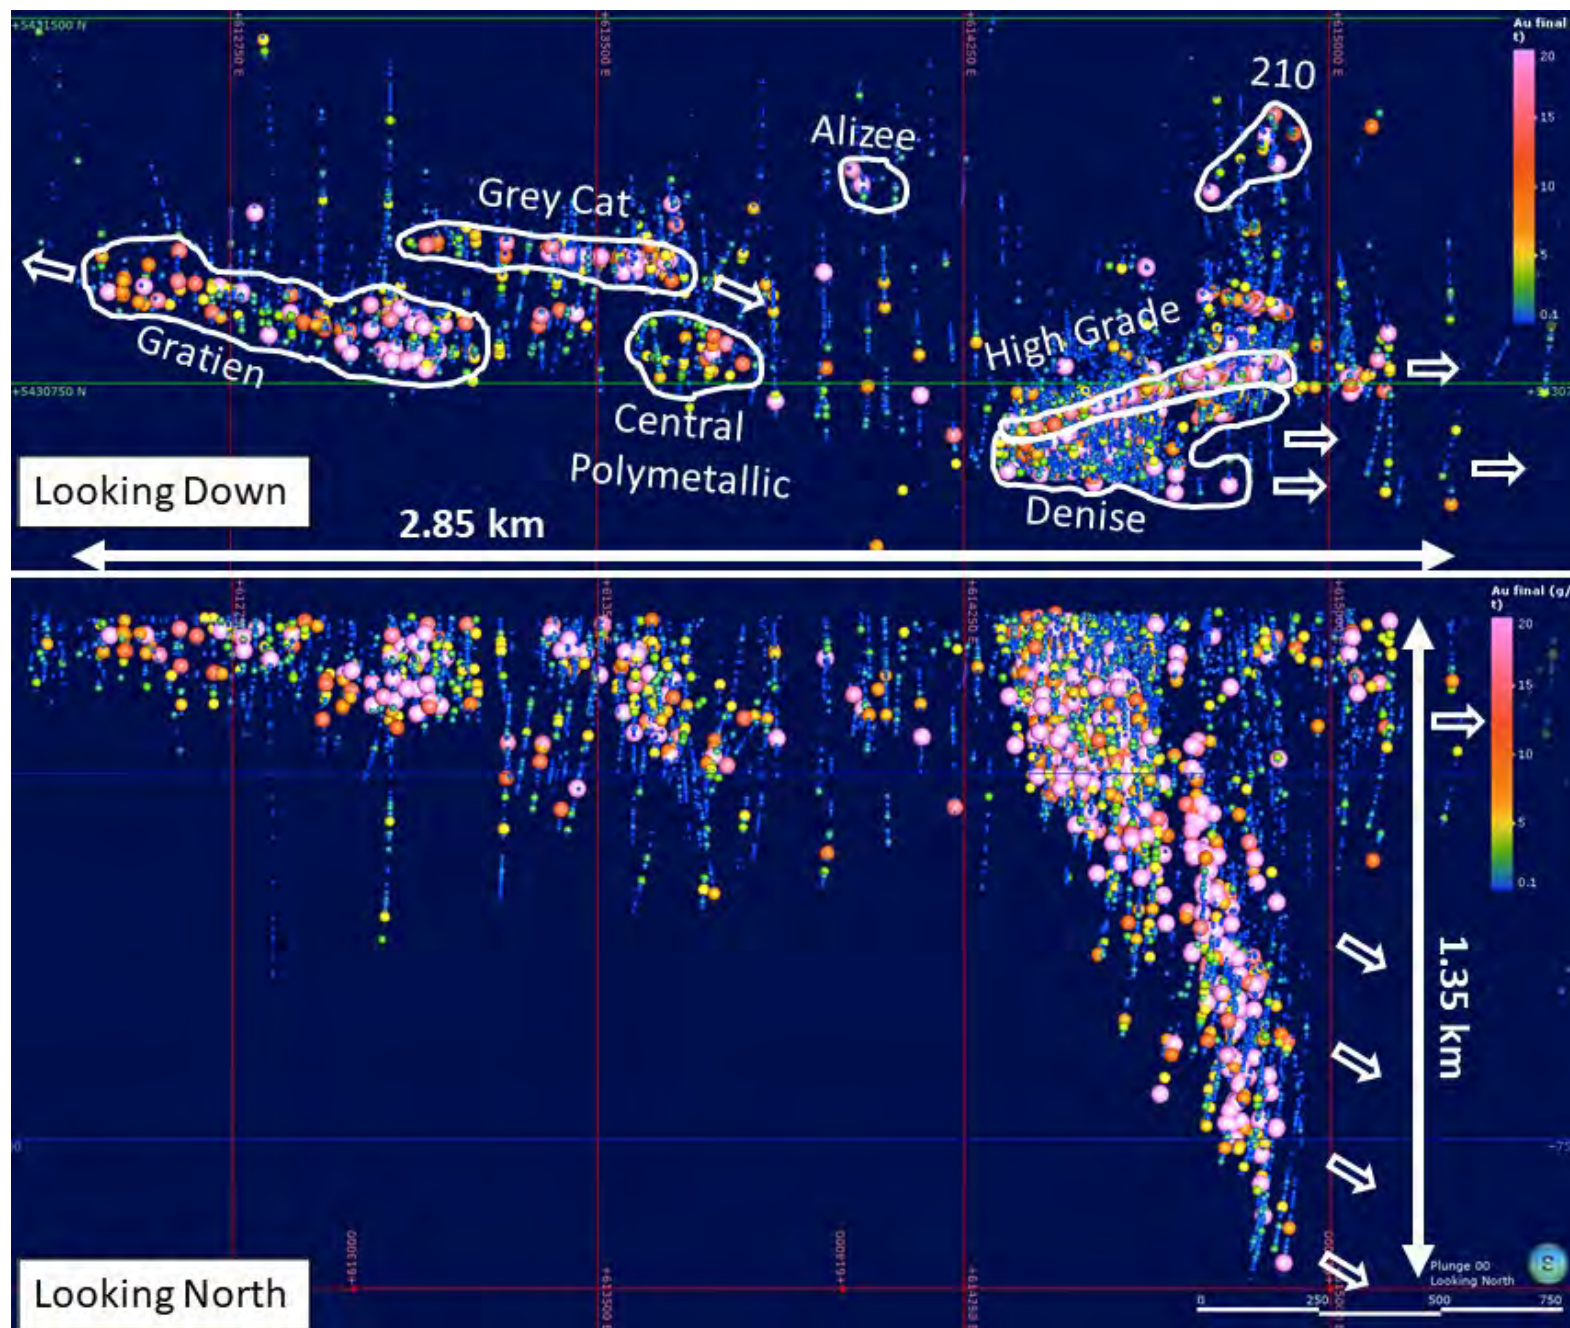 +5431500 N
+612750 E
+613500 E
+614250 E
+615000 E
Au final
t)
20
15
10
5
0.1
210
Alizee
Grey Cat
High Grade
Gratien
+5430750 N
Central
Polymetallic
Denise
Looking Down
2.85 km
+614250 E
Au final (g/
t)
20
15
10
5
0.1
1.35 km
+613500 E
Plunge 00
Looking North
0
250
500
750
Looking North